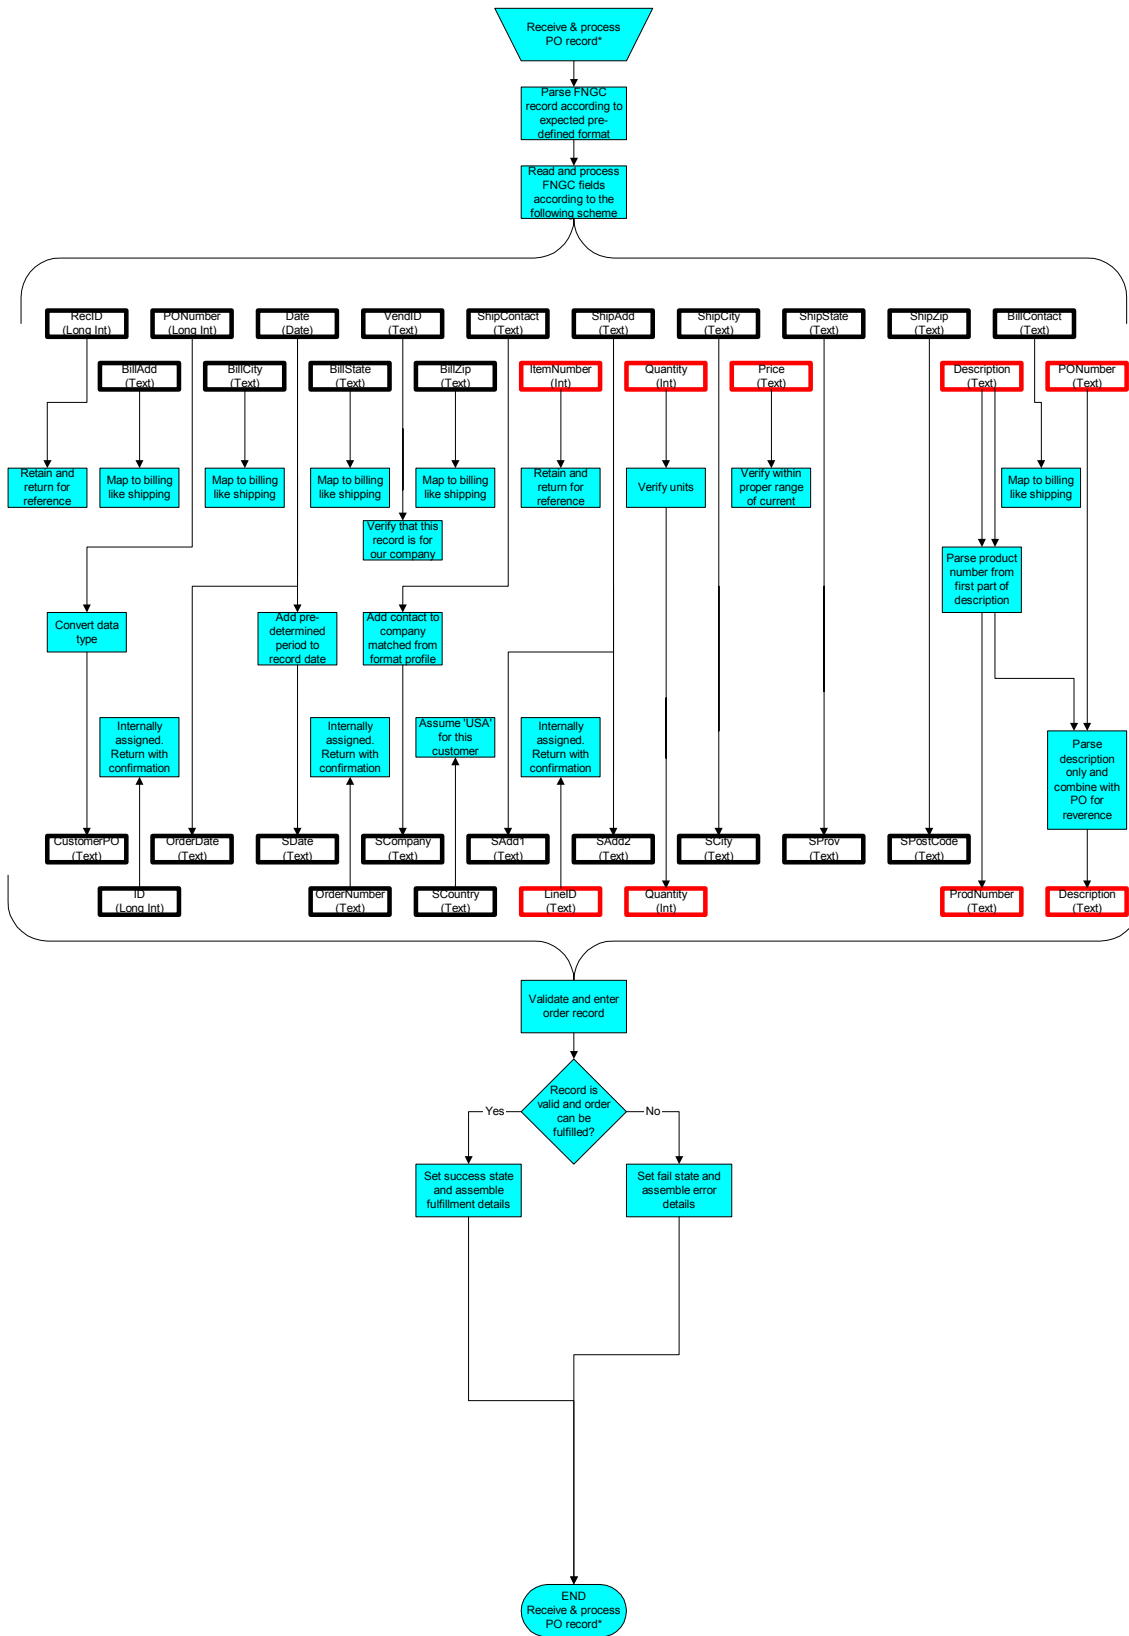 Receive & process
PO record*
Parse FNGC
record according to
expected pre-
defined format
Read and process
FNGC fields
according to the
following scheme
RecID
(Long Int)
PONumber
(Long Int)
Date
(Date)
VendID
(Text)
ShipContact
(Text)
ShipAdd
(Text)
ShipCity
(Text)
ShipState
(Text)
ShipZip
(Text)
BillContact
(Text)
BillAdd
(Text)
BillCity
(Text)
BillState
(Text)
BillZip
(Text)
ItemNumber
(Int)
Quantity
(Int)
Price
(Text)
Description
(Text)
PONumber
(Text)
Retain and
return for
reference
Map to billing
like shipping
Map to billing
like shipping
Map to billing
like shipping
Map to billing
like shipping
Retain and
return for
reference
Verify units
Verify within
proper range
of current
Map to billing
like shipping
Verify that this
record is for
our company
Parse product
number from
first part of
description
Convert data
type
Add pre-
determined
period to
record date
Add contact to
company
matched from
format profile
Internally
assigned.
Return with
confirmation
Internally
assigned.
Return with
confirmation
Assume 'USA'
for this
customer
Internally
assigned.
Return with
confirmation
Parse
description
only and
combine with
PO for
reverence
CustomerPO
(Text)
OrderDate
(Text)
SDate
(Text)
SCompany
(Text)
SAdd1
(Text)
SAdd2
(Text)
SCity
(Text)
SProv
(Text)
SPostCode
(Text)
ID
(Long Int)
OrderNumber
(Text)
SCountry
(Text)
LineID
(Text)
Quantity
(Int)
ProdNumber
(Text)
Description
(Text)
Validate and enter
order record
Record is
valid and order
can be
fulfilled?
Yes
No
Set success state
and assemble
fulfillment details
Set fail state and
assemble error
details
END
Receive & process
PO record*